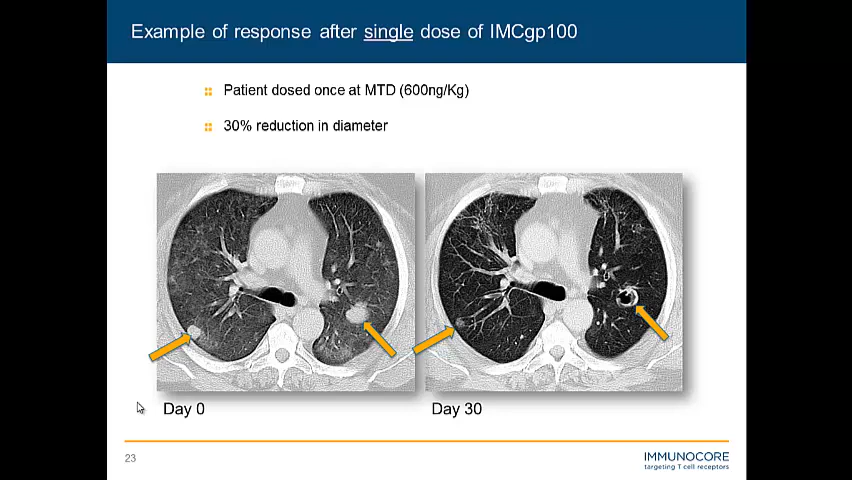 Example of response after single dose of IMCgp100
Patient dosed once at MTD (600ng/Kg)
30% reduction in diameter
Day 0
Day 30
23
IMMUNOCORE
targeting T cell receptors